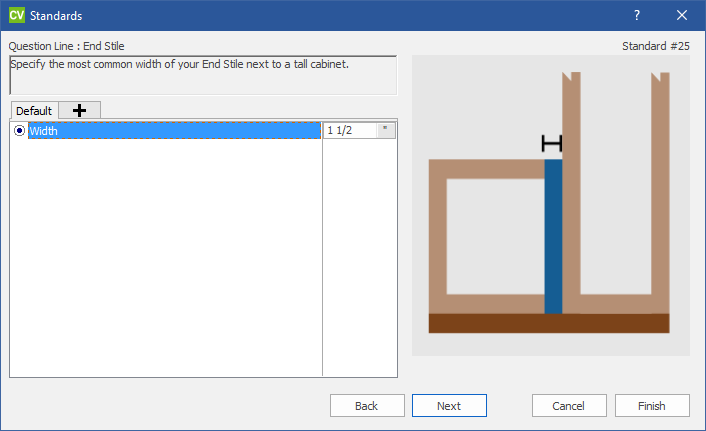 CV Standards ?
Question Line : End Stile Standard #25
Specify the most common width of your End Stile next to a tall cabinet.
Default
Width 1 1/2 "
Back Next Cancel Finish